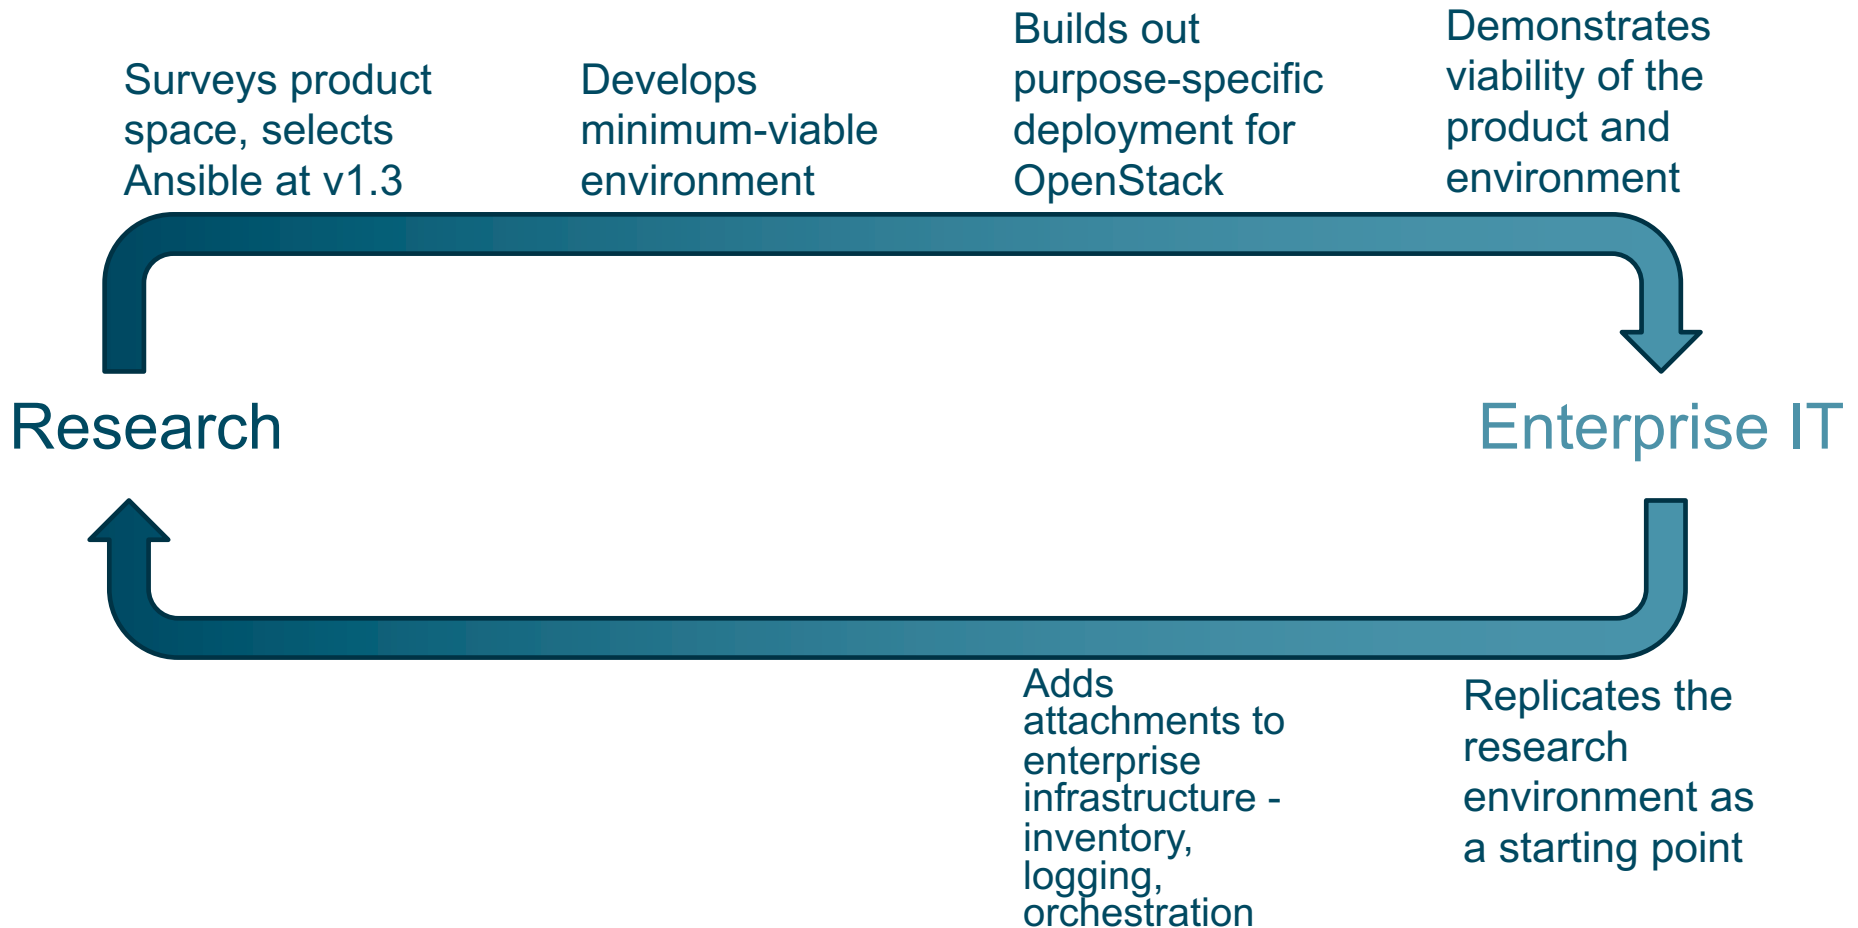 Surveys product
space, selects
Ansible at v1.3
Develops
minimum-viable
environment
Builds out
purpose-specific
deployment for
OpenStack
Demonstrates
viability of the
product and
environment
Research
Enterprise IT
Adds
attachments to
enterprise
infrastructure -
inventory,
logging,
orchestration
Replicates the
research
environment as
a starting point